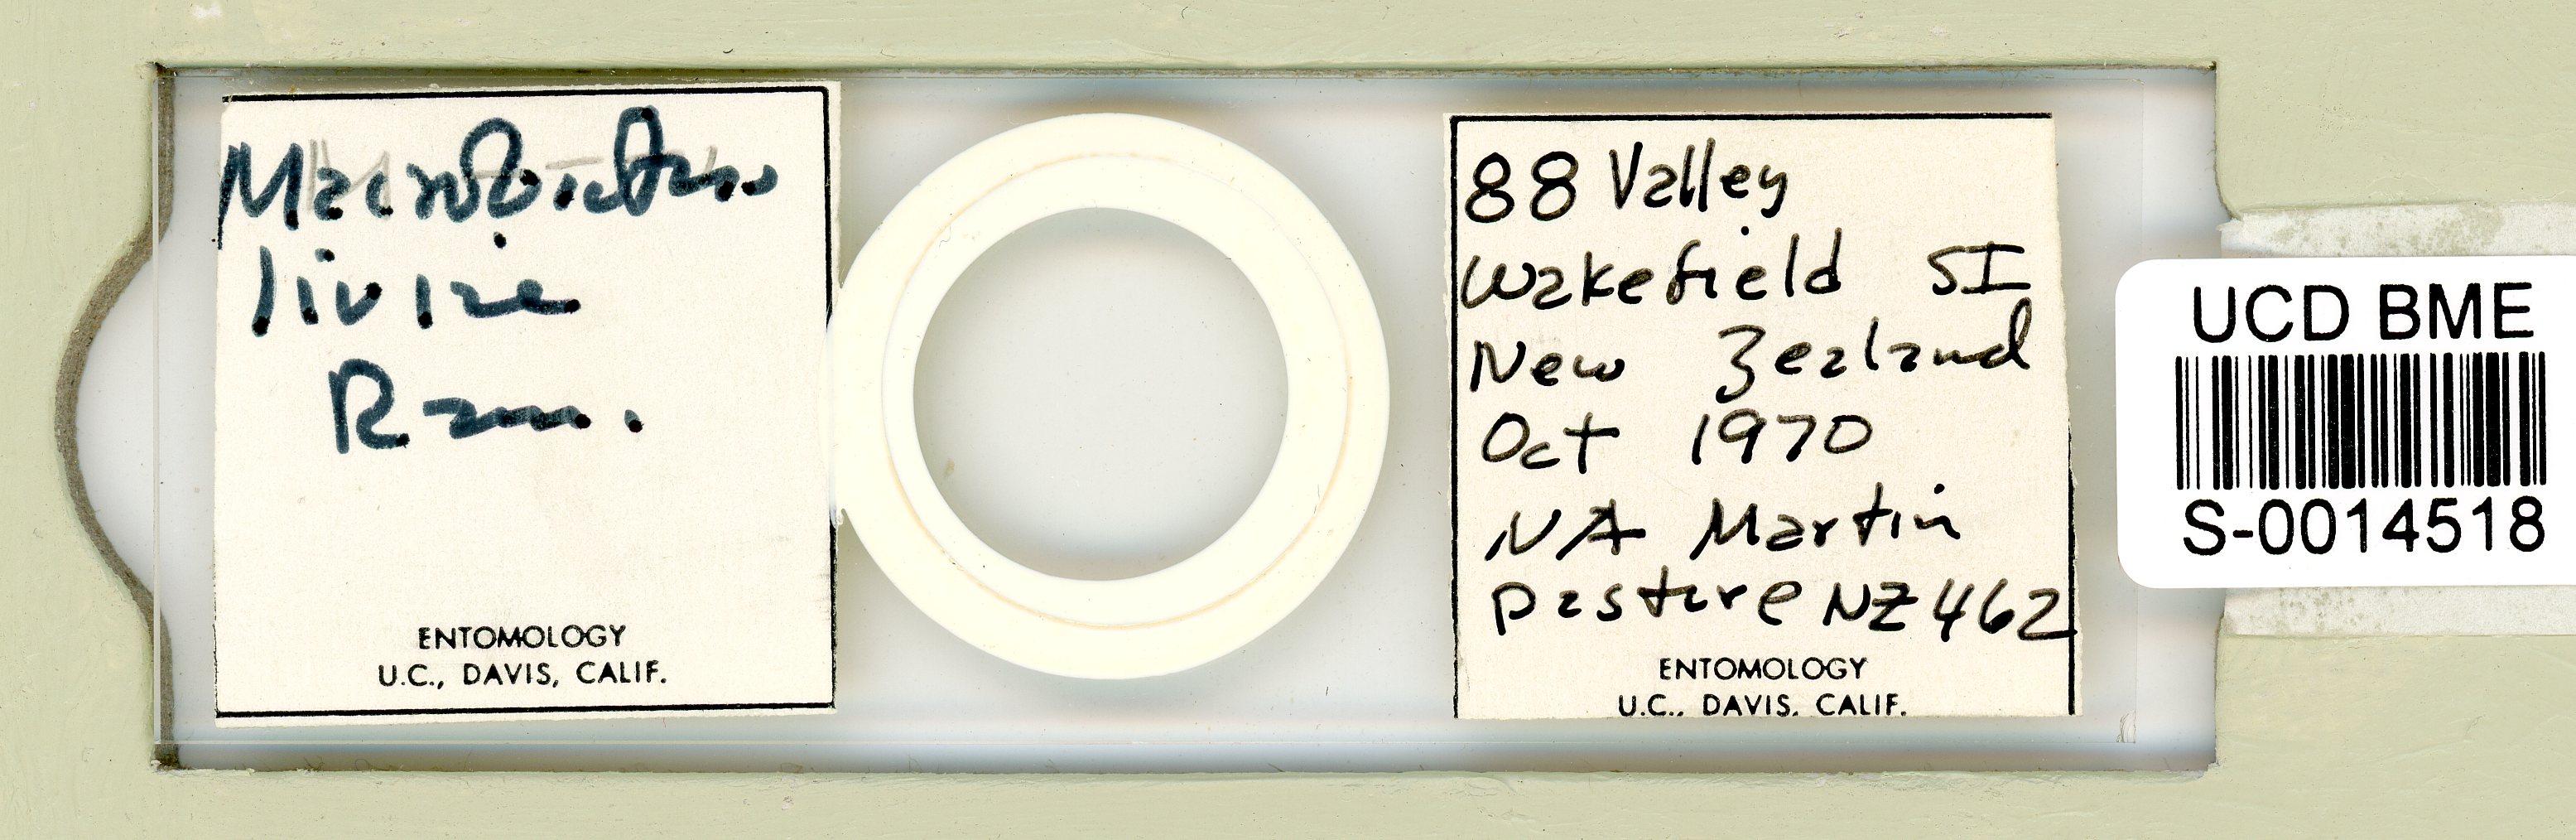 Macrobiotus
liviae
Ram.
ENTOMOLOGY
U.C., DAVIS, CALIF.
88 Valley
Wakefield SI
New Zealand
Oct 1970
NA Martin
pasture NZ462
ENTOMOLOGY
U.C., DAVIS, CALIF.
UCD BME
S-0014518